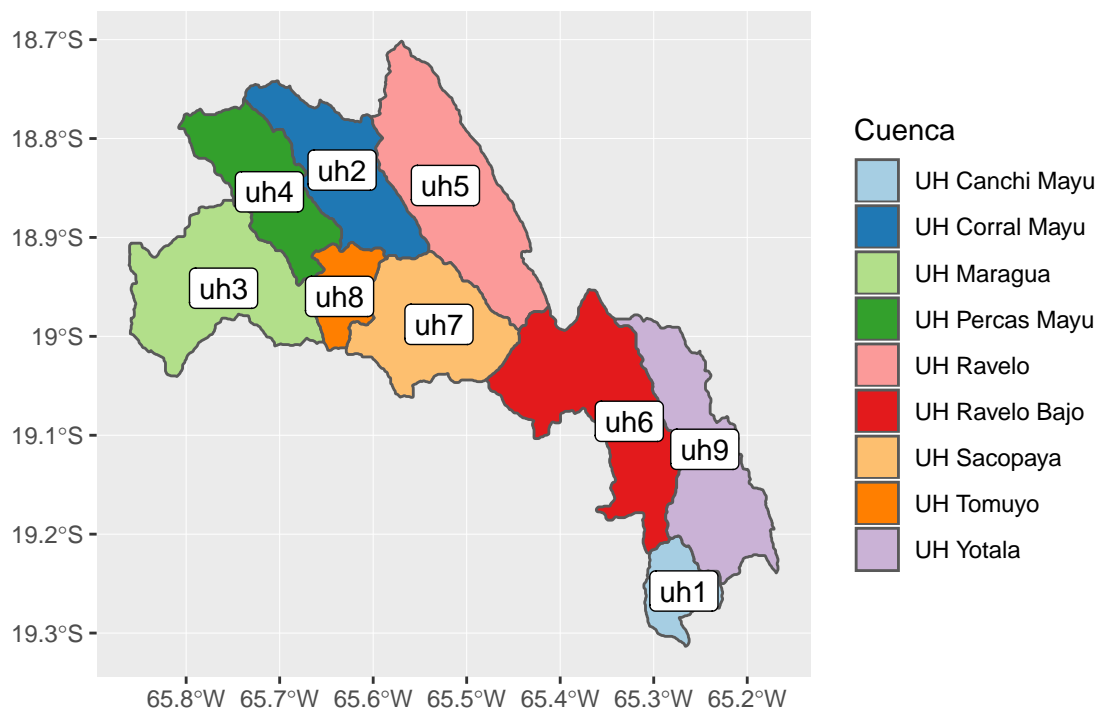 18.7°S
18.8°S
18.9°S
19°S
19.1°S
19.2°S
19.3°S
65.8°W
65.7°W
65.6°W
65.5°W
65.4°W
65.3°W
65.2°W
uh2
uh5
uh4
uh3
uh8
uh7
uh6
uh9
uh1
Cuenca
UH Canchi Mayu
UH Corral Mayu
UH Maragua
UH Percas Mayu
UH Ravelo
UH Ravelo Bajo
UH Sacopaya
UH Tomuyo
UH Yotala